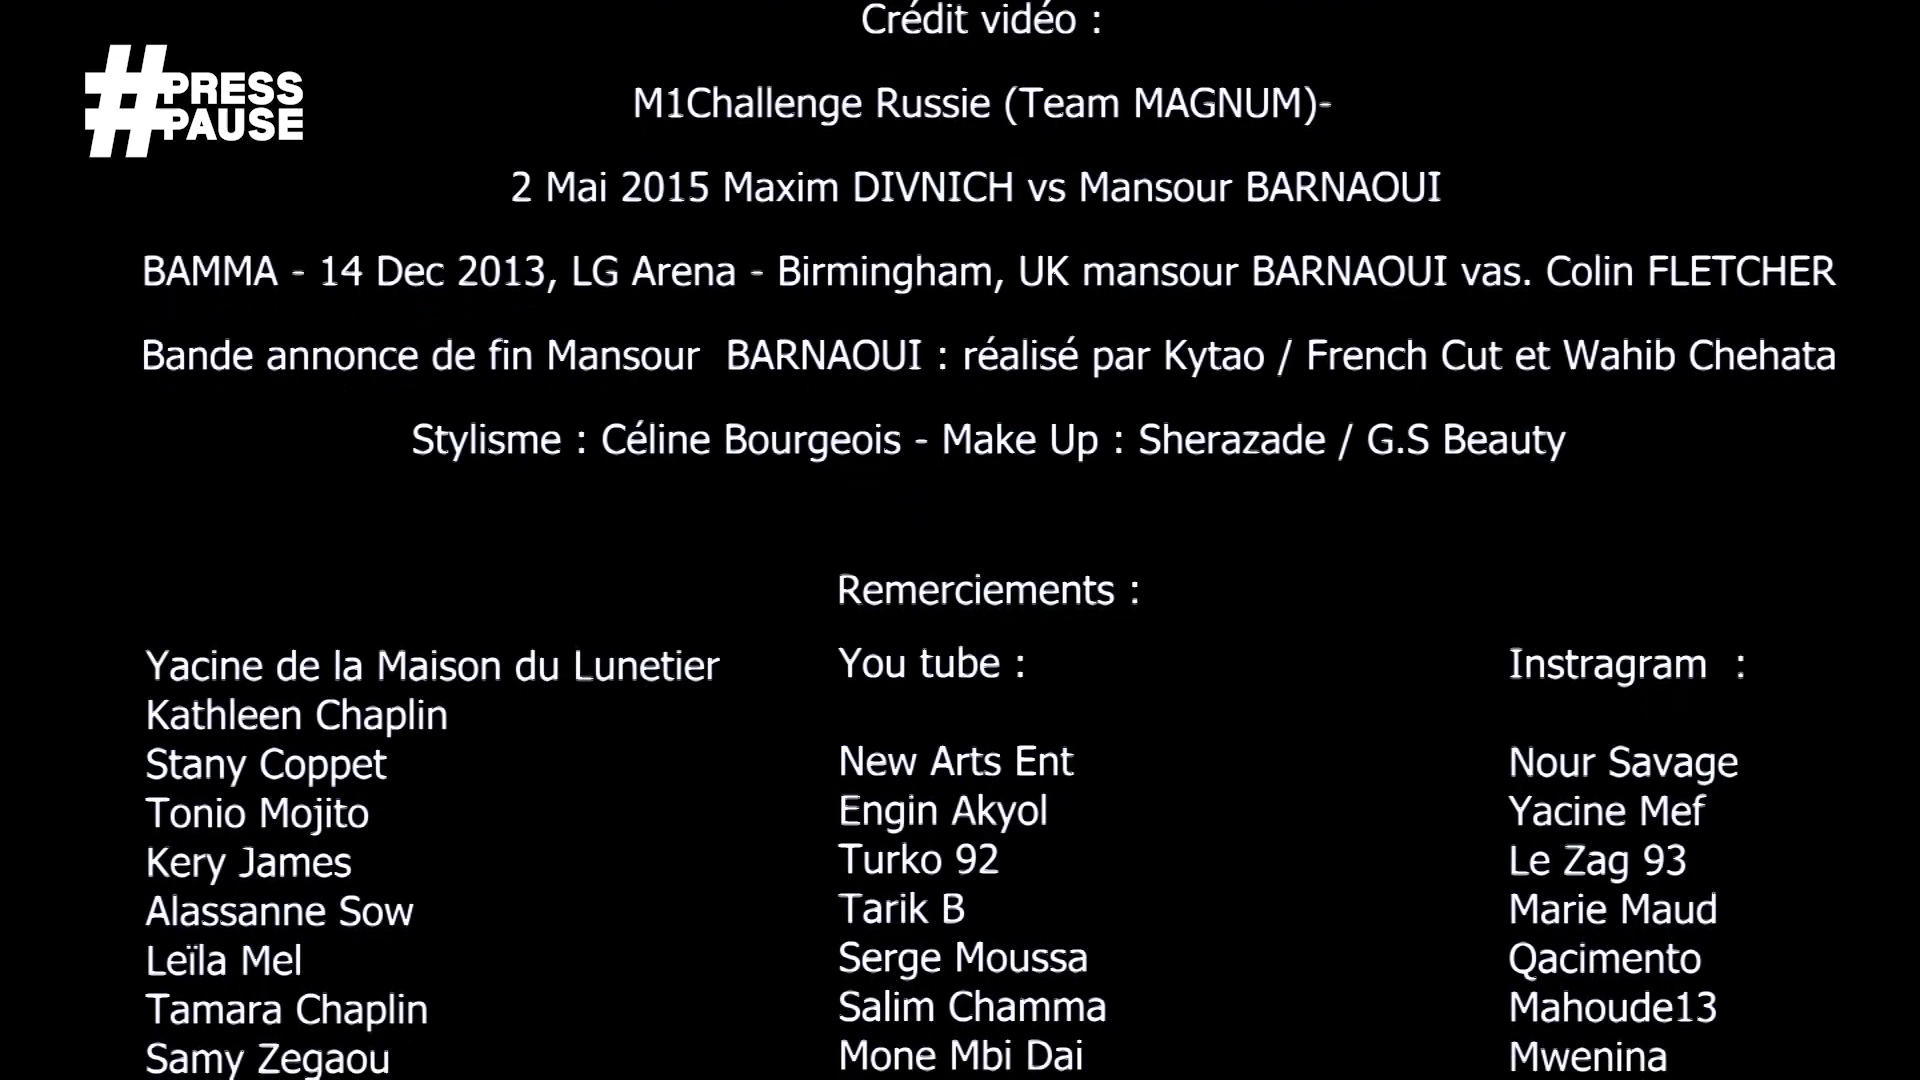 #PRESS
PAUSE
Crédit vidéo :
M1Challenge Russie (Team MAGNUM)-
2 Mai 2015 Maxim DIVNICH vs Mansour BARNAOUI
BAMMA - 14 Dec 2013, LG Arena - Birmingham, UK mansour BARNAOUI vas. Colin FLETCHER
Bande annonce de fin Mansour  BARNAOUI : réalisé par Kytao / French Cut et Wahib Chehata
Stylisme : Céline Bourgeois - Make Up : Sherazade / G.S Beauty
Remerciements :
Yacine de la Maison du Lunetier
Kathleen Chaplin
Stany Coppet
Tonio Mojito
Kery James
Alassanne Sow
Leïla Mel
Tamara Chaplin
Samy Zegaou
You tube :
New Arts Ent
Engin Akyol
Turko 92
Tarik B
Serge Moussa
Salim Chamma
Mone Mbi Dai
Instragram  :
Nour Savage
Yacine Mef
Le Zag 93
Marie Maud
Qacimento
Mahoude13
Mwenina